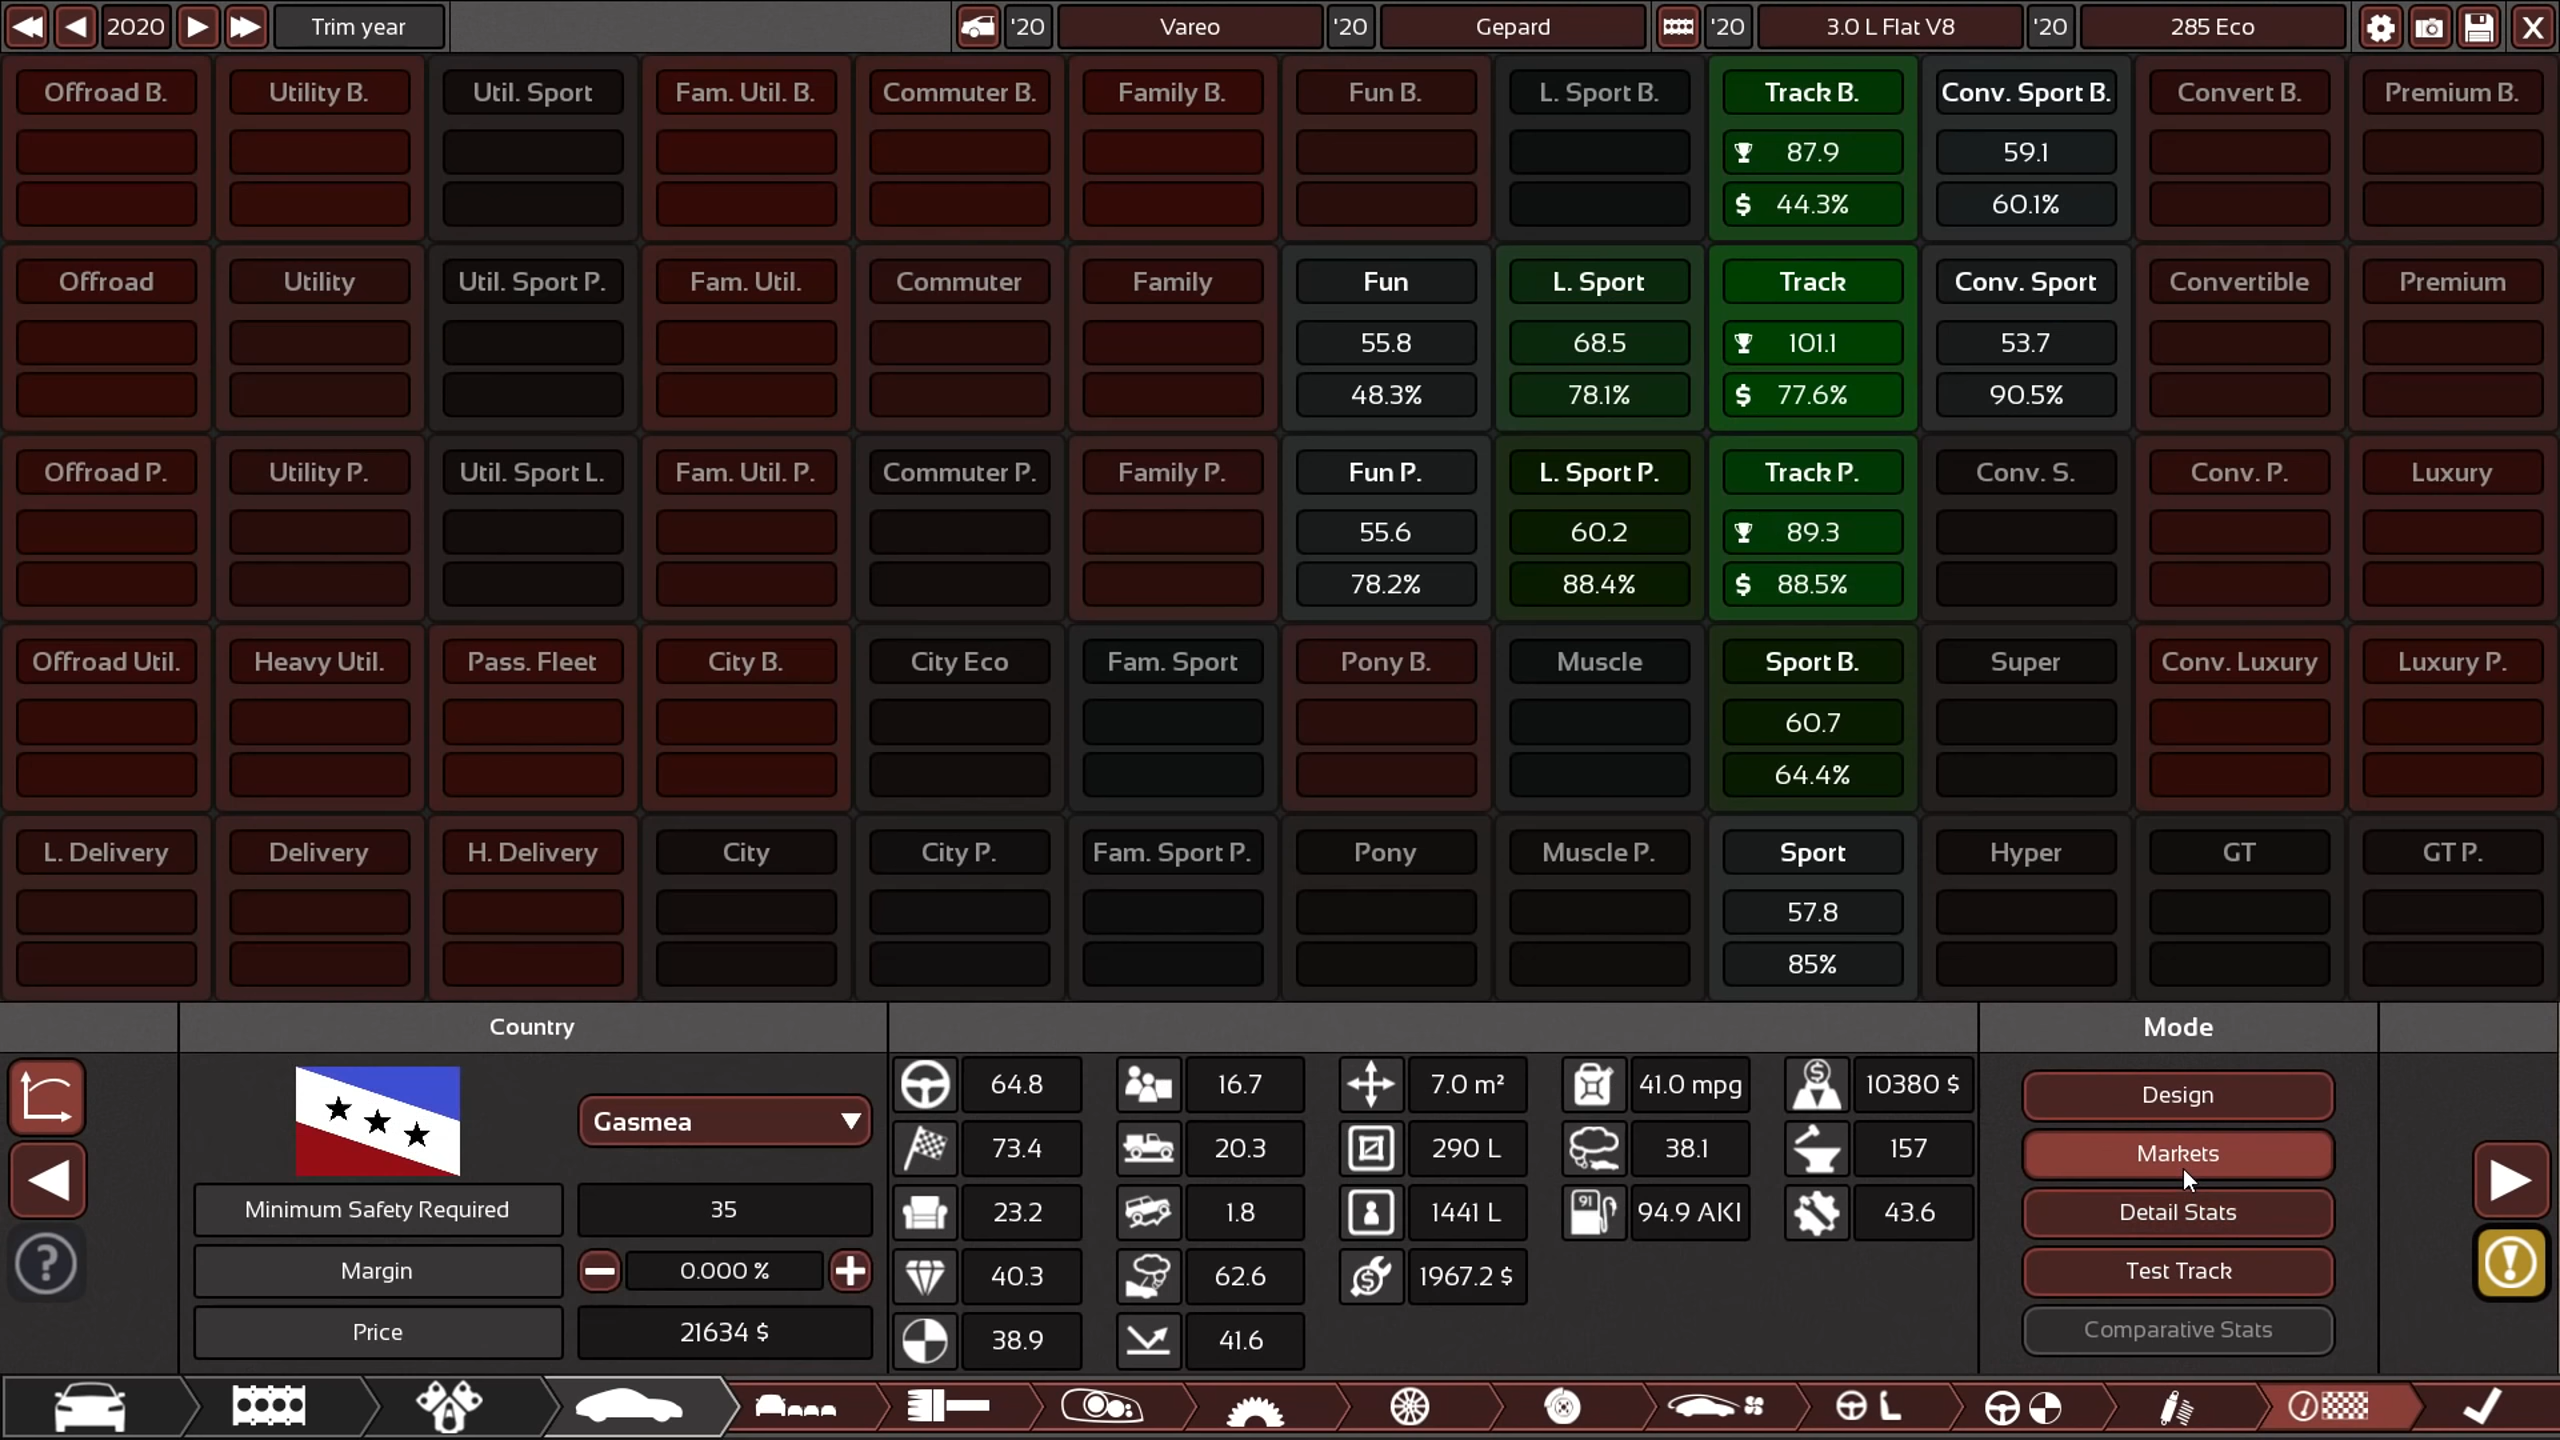 2020 Trim year '20 Vareo '20 Gepard '20 3.0 L Flat V8 '20 285 Eco X
Offroad B. Utility B. Util. Sport Fam. Util. B. Commuter B. Family B. Fun B. L. Sport B. Track B. Conv. Sport B. Convert B. Premium B.
87.9 59.1
$ 44.3% 60.1%
Offroad Utility Util. Sport P. Fam. Util. Commuter Family Fun L. Sport Track Conv. Sport Convertible Premium
55.8 68.5 101.1 53.7
48.3% 78.1% $ 77.6% 90.5%
Offroad P. Utility P. Util. Sport L. Fam. Util. P. Commuter P. Family P. Fun P. L. Sport P. Track P. Conv. S. Conv. P. Luxury
55.6 60.2 89.3
78.2% 88.4% $ 88.5%
Offroad Util. Heavy Util. Pass. Fleet City B. City Eco Fam. Sport Pony B. Muscle Sport B. Super Conv. Luxury Luxury P.
60.7
64.4%
L. Delivery Delivery H. Delivery City City P. Fam. Sport P. Pony Muscle P. Sport Hyper GT GT P.
57.8
85%
Country Mode
Gasmea
Minimum Safety Required 35
Margin 0.000 %
Price 21634 $
64.8 16.7 7.0 m² 41.0 mpg $ 10380 $
73.4 20.3 290 L 38.1 157
23.2 1.8 1441 L 91 94.9 AKI 43.6
40.3 62.6 $ 1967.2 $
38.9 41.6
Design
Markets
Detail Stats
Test Track
Comparative Stats
?